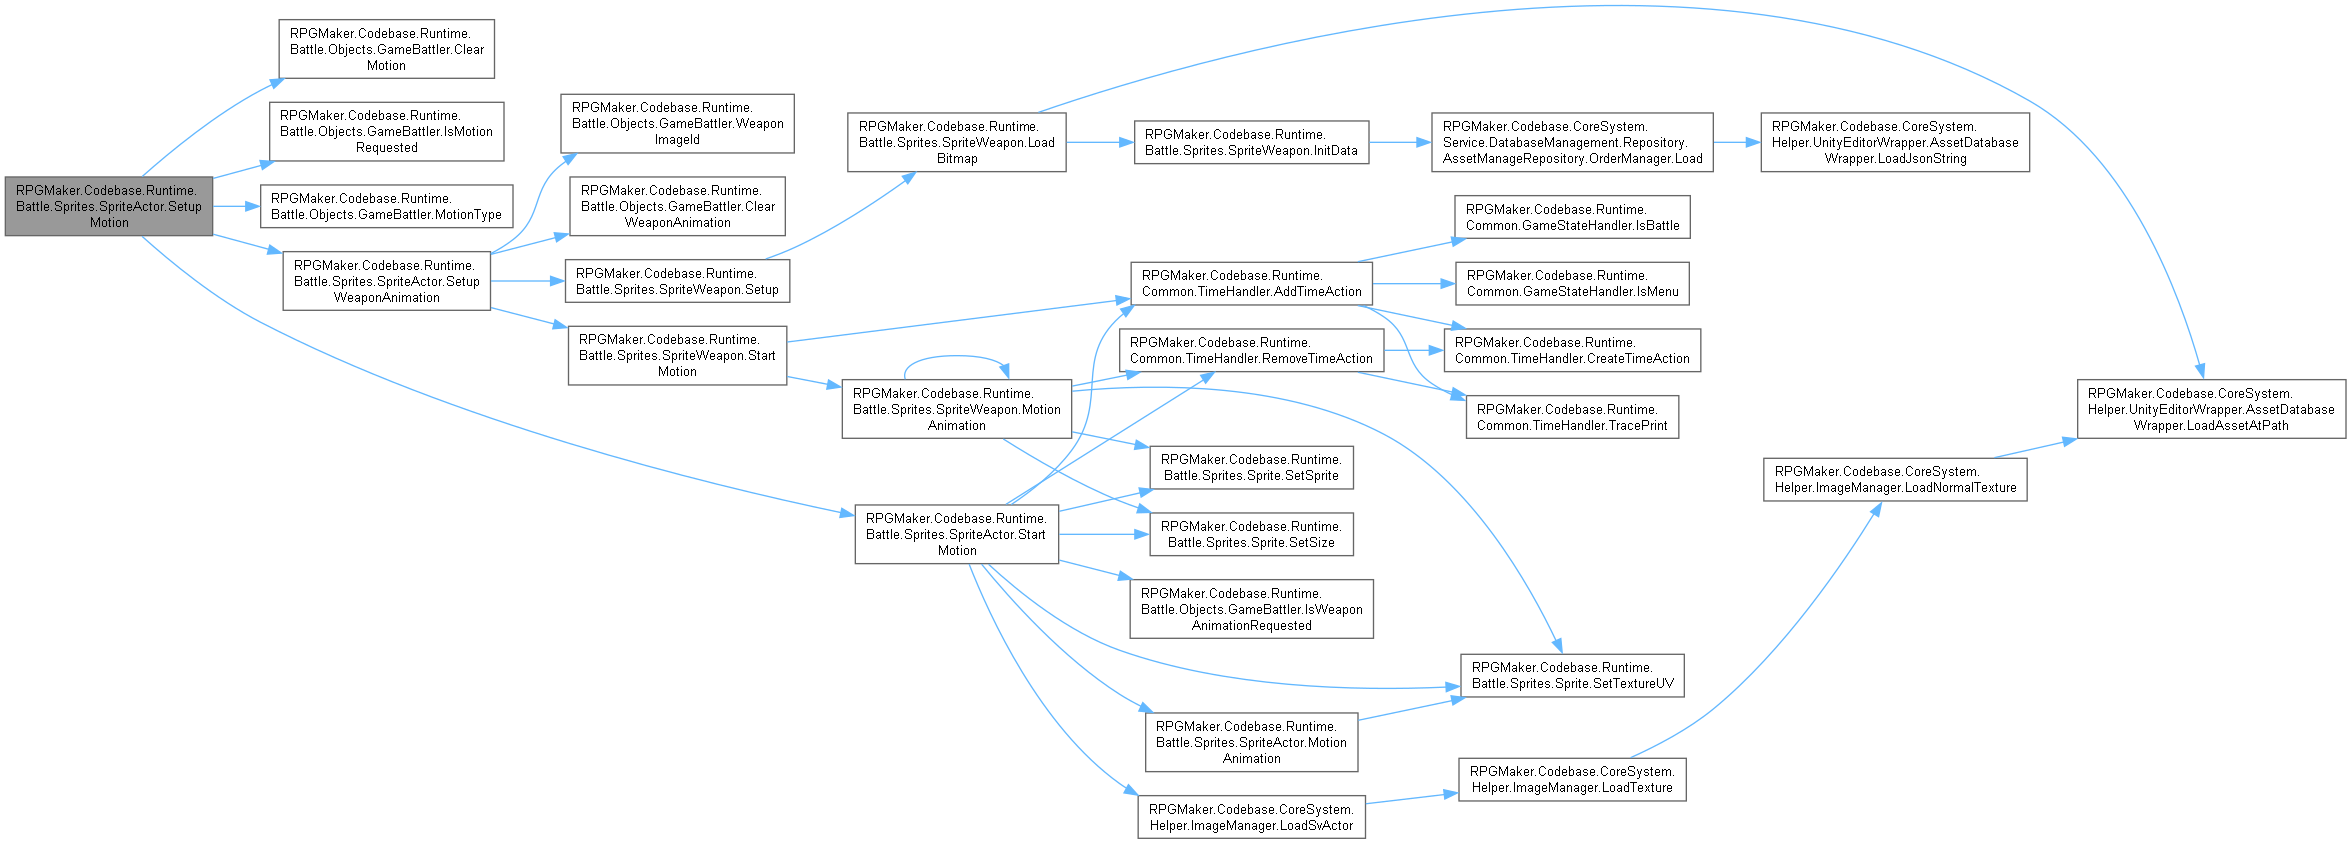 RPGMaker.Codebase.Runtime.
Battle.Sprites.SpriteActor.Setup
Motion
RPGMaker.Codebase.Runtime.
Battle.Objects.GameBattler.Clear
Motion
RPGMaker.Codebase.Runtime.
Battle.Objects.GameBattler.IsMotion
Requested
RPGMaker.Codebase.Runtime.
Battle.Objects.GameBattler.MotionType
RPGMaker.Codebase.Runtime.
Battle.Sprites.SpriteActor.Setup
WeaponAnimation
RPGMaker.Codebase.Runtime.
Battle.Objects.GameBattler.Weapon
ImageId
RPGMaker.Codebase.Runtime.
Battle.Objects.GameBattler.Clear
WeaponAnimation
RPGMaker.Codebase.Runtime.
Battle.Sprites.SpriteWeapon.Setup
RPGMaker.Codebase.Runtime.
Battle.Sprites.SpriteWeapon.Start
Motion
RPGMaker.Codebase.Runtime.
Battle.Sprites.SpriteWeapon.Load
Bitmap
RPGMaker.Codebase.Runtime.
Battle.Sprites.SpriteWeapon.Motion
Animation
RPGMaker.Codebase.Runtime.
Battle.Sprites.SpriteActor.Start
Motion
RPGMaker.Codebase.Runtime.
Battle.Sprites.SpriteWeapon.InitData
RPGMaker.Codebase.Runtime.
Common.TimeHandler.AddTimeAction
RPGMaker.Codebase.Runtime.
Common.TimeHandler.RemoveTimeAction
RPGMaker.Codebase.Runtime.
Battle.Sprites.Sprite.SetSprite
RPGMaker.Codebase.Runtime.
Battle.Sprites.Sprite.SetSize
RPGMaker.Codebase.Runtime.
Battle.Objects.GameBattler.IsWeapon
AnimationRequested
RPGMaker.Codebase.Runtime.
Battle.Sprites.SpriteActor.Motion
Animation
RPGMaker.Codebase.CoreSystem.
Helper.ImageManager.LoadSvActor
RPGMaker.Codebase.CoreSystem.
Service.DatabaseManagement.Repository.
AssetManageRepository.OrderManager.Load
RPGMaker.Codebase.Runtime.
Common.GameStateHandler.IsBattle
RPGMaker.Codebase.Runtime.
Common.GameStateHandler.IsMenu
RPGMaker.Codebase.Runtime.
Common.TimeHandler.CreateTimeAction
RPGMaker.Codebase.Runtime.
Common.TimeHandler.TracePrint
RPGMaker.Codebase.Runtime.
Battle.Sprites.Sprite.SetTextureUV
RPGMaker.Codebase.CoreSystem.
Helper.ImageManager.LoadTexture
RPGMaker.Codebase.CoreSystem.
Helper.UnityEditorWrapper.AssetDatabase
Wrapper.LoadJsonString
RPGMaker.Codebase.CoreSystem.
Helper.ImageManager.LoadNormalTexture
RPGMaker.Codebase.CoreSystem.
Helper.UnityEditorWrapper.AssetDatabase
Wrapper.LoadAssetAtPath